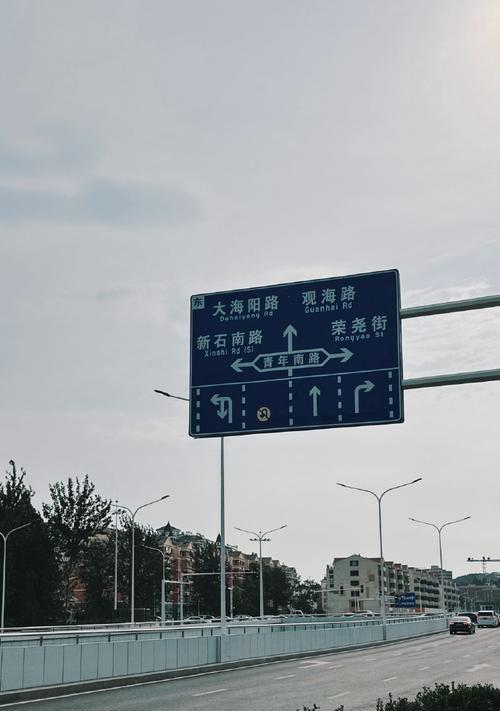 东
大海阳路 观海路
Dahaiyang Rd Guanhai Rd
新石南路 荣尧街
Xinshi Rd (S) Rongyao St
青年南路